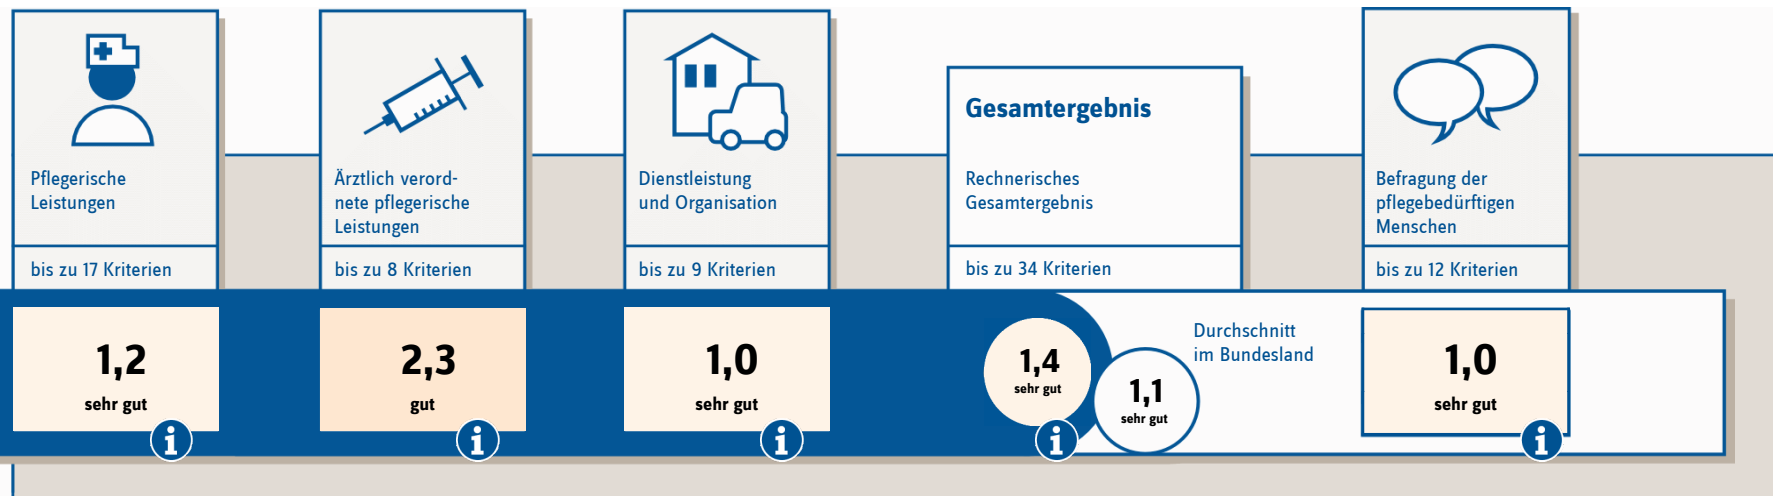 Pflegerische
Leistungen
bis zu 17 Kriterien
1,2
sehr gut
Ärztlich verord-
nete pflegerische
Leistungen
bis zu 8 Kriterien
2,3
gut
Dienstleistung
und Organisation
bis zu 9 Kriterien
1,0
sehr gut
Gesamtergebnis
Rechnerisches
Gesamtergebnis
bis zu 34 Kriterien
1,4
sehr gut
1,1
sehr gut
Durchschnitt
im Bundesland
Befragung der
pflegebedürftigen
Menschen
bis zu 12 Kriterien
1,0
sehr gut